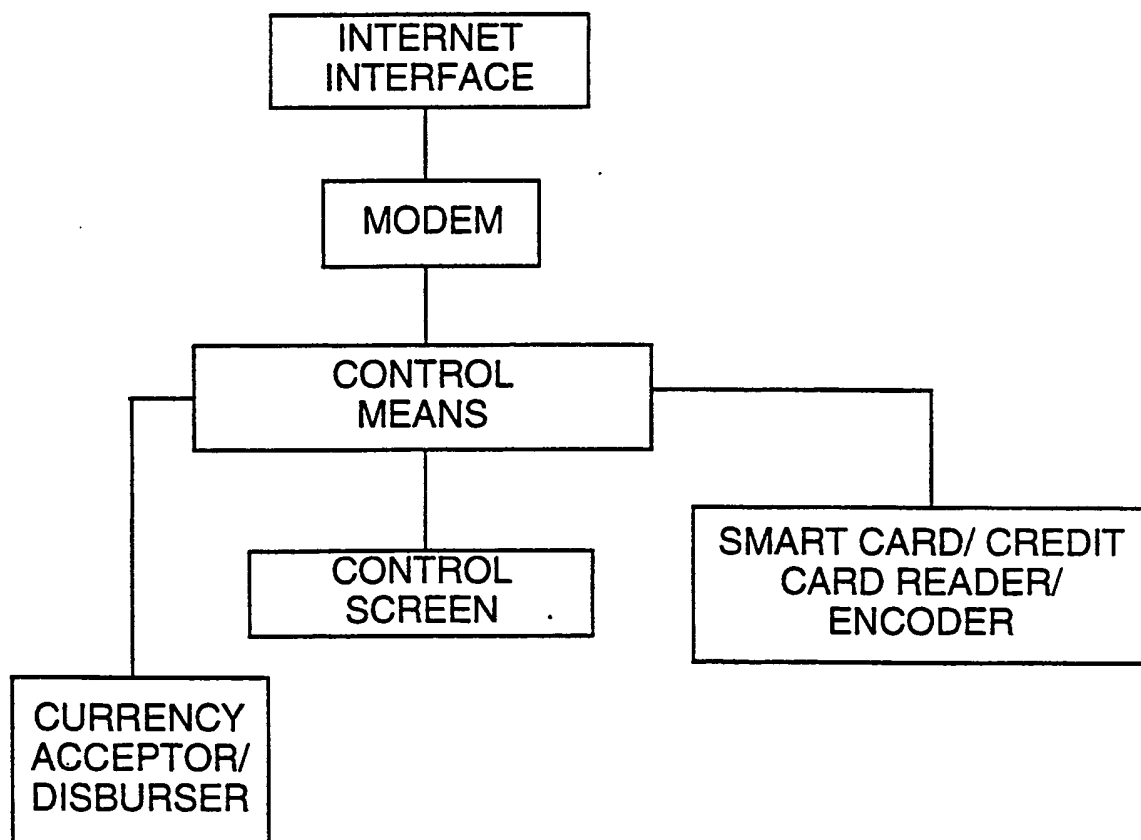 INTERNET
INTERFACE
MODEM
CONTROL
MEANS
CONTROL
SCREEN
SMART CARD/ CREDIT
CARD READER/
ENCODER
CURRENCY
ACCEPTOR/
DISBURSER